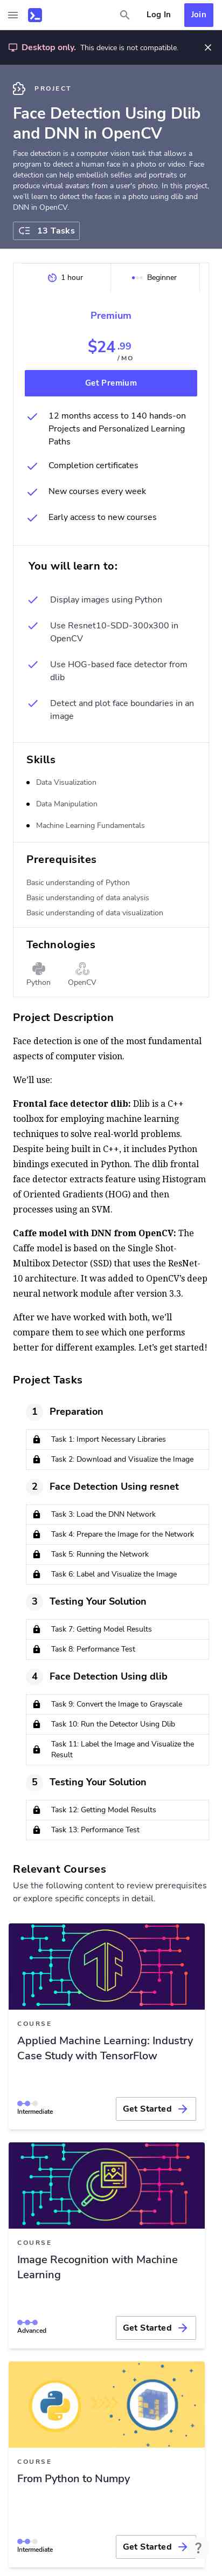 Log In
Join
Desktop only. This device is not compatible.
PROJECT
Face Detection Using Dlib
and DNN in OpenCV
Face detection is a computer vision task that allows a
program to detect a human face in a photo or video. Face
detection can help embellish selfies and portraits or
produce virtual avatars from a user's photo. In this project,
we'll learn to detect the faces in a photo using dlib and
DNN in OpenCV.
13 Tasks
1 hour
Beginner
Premium
$24.99
/MO
Get Premium
12 months access to 140 hands-on
Projects and Personalized Learning
Paths
Completion certificates
New courses every week
Early access to new courses
You will learn to:
Display images using Python
Use Resnet10-SDD-300x300 in
OpenCV
Use HOG-based face detector from
dlib
Detect and plot face boundaries in an
image
Skills
Data Visualization
Data Manipulation
Machine Learning Fundamentals
Prerequisites
Basic understanding of Python
Basic understanding of data analysis
Basic understanding of data visualization
Technologies
Python
OpenCV
Project Description
Face detection is one of the most fundamental
aspects of computer vision.
We'll use:
Frontal face detector dlib: Dlib is a C++
toolbox for employing machine learning
techniques to solve real-world problems.
Despite being built in C++, it includes Python
bindings executed in Python. The dlib frontal
face detector extracts feature using Histogram
of Oriented Gradients (HOG) and then
processes using an SVM.
Caffe model with DNN from OpenCV: The
Caffe model is based on the Single Shot-
Multibox Detector (SSD) that uses the ResNet-
10 architecture. It was added to OpenCV's deep
neural network module after version 3.3.
After we have worked with both, we'll
compare them to see which one performs
better for different examples. Let's get started!
Project Tasks
1 Preparation
Task 1: Import Necessary Libraries
Task 2: Download and Visualize the Image
2 Face Detection Using resnet
Task 3: Load the DNN Network
Task 4: Prepare the Image for the Network
Task 5: Running the Network
Task 6: Label and Visualize the Image
3 Testing Your Solution
Task 7: Getting Model Results
Task 8: Performance Test
4 Face Detection Using dlib
Task 9: Convert the Image to Grayscale
Task 10: Run the Detector Using Dlib
Task 11: Label the Image and Visualize the
Result
5 Testing Your Solution
Task 12: Getting Model Results
Task 13: Performance Test
Relevant Courses
Use the following content to review prerequisites
or explore specific concepts in detail.
COURSE
Applied Machine Learning: Industry
Case Study with TensorFlow
Intermediate
Get Started
COURSE
Image Recognition with Machine
Learning
Advanced
Get Started
COURSE
From Python to Numpy
Intermediate
Get Started
?